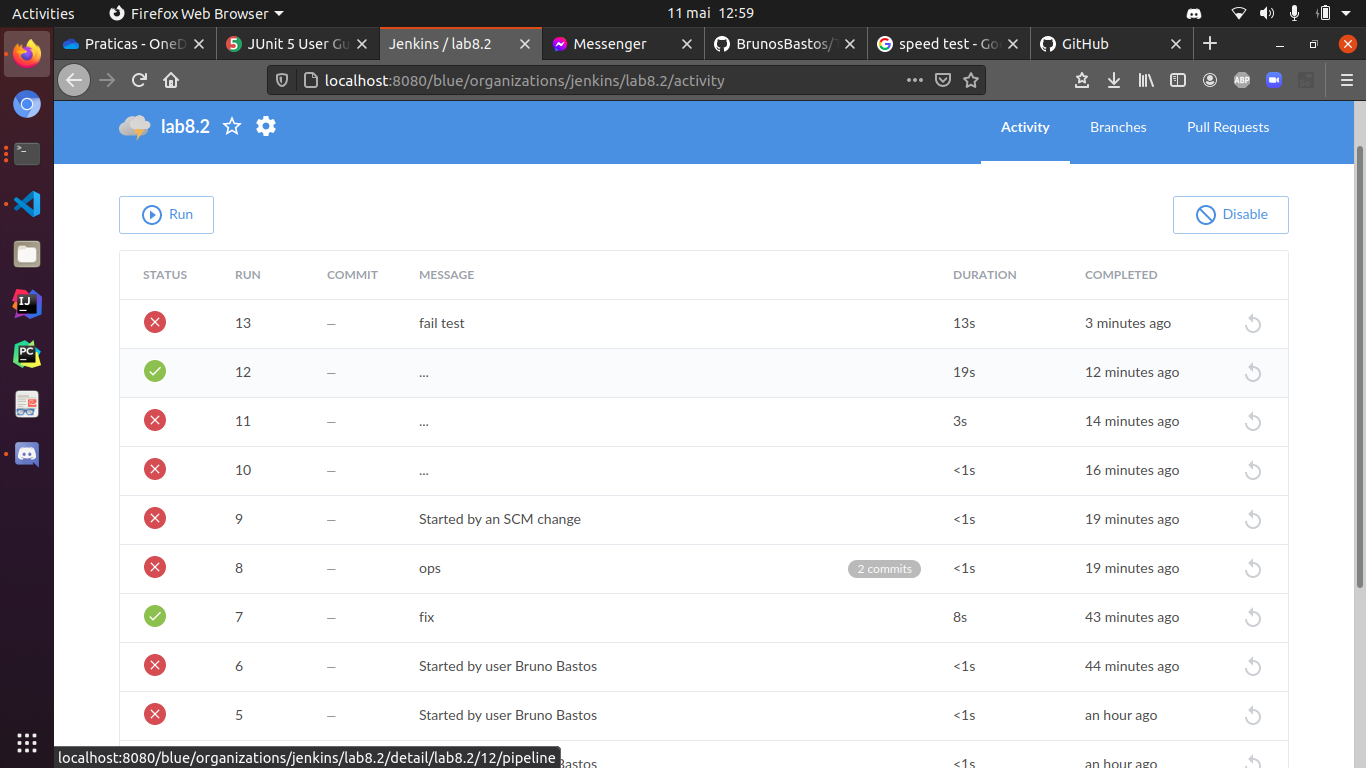 Activities Firefox Web Browser 11 mai 12:59
Praticas - OneD JUnit 5 User Gu Jenkins / lab8.2 Messenger BrunosBastos/ speed test - Goo GitHub
localhost:8080/blue/organizations/jenkins/lab8.2/activity ABP
lab8.2 Activity Branches Pull Requests
Run Disable
STATUS RUN COMMIT MESSAGE DURATION COMPLETED
13 – fail test 13s 3 minutes ago
12 – ... 19s 12 minutes ago
11 – ... 3s 14 minutes ago
10 – ... <1s 16 minutes ago
9 – Started by an SCM change <1s 19 minutes ago
8 – ops 2 commits <1s 19 minutes ago
7 – fix 8s 43 minutes ago
6 – Started by user Bruno Bastos <1s 44 minutes ago
5 – Started by user Bruno Bastos <1s an hour ago
Bastos <1s an hour ago
localhost:8080/blue/organizations/jenkins/lab8.2/detail/lab8.2/12/pipeline
IJ
PC